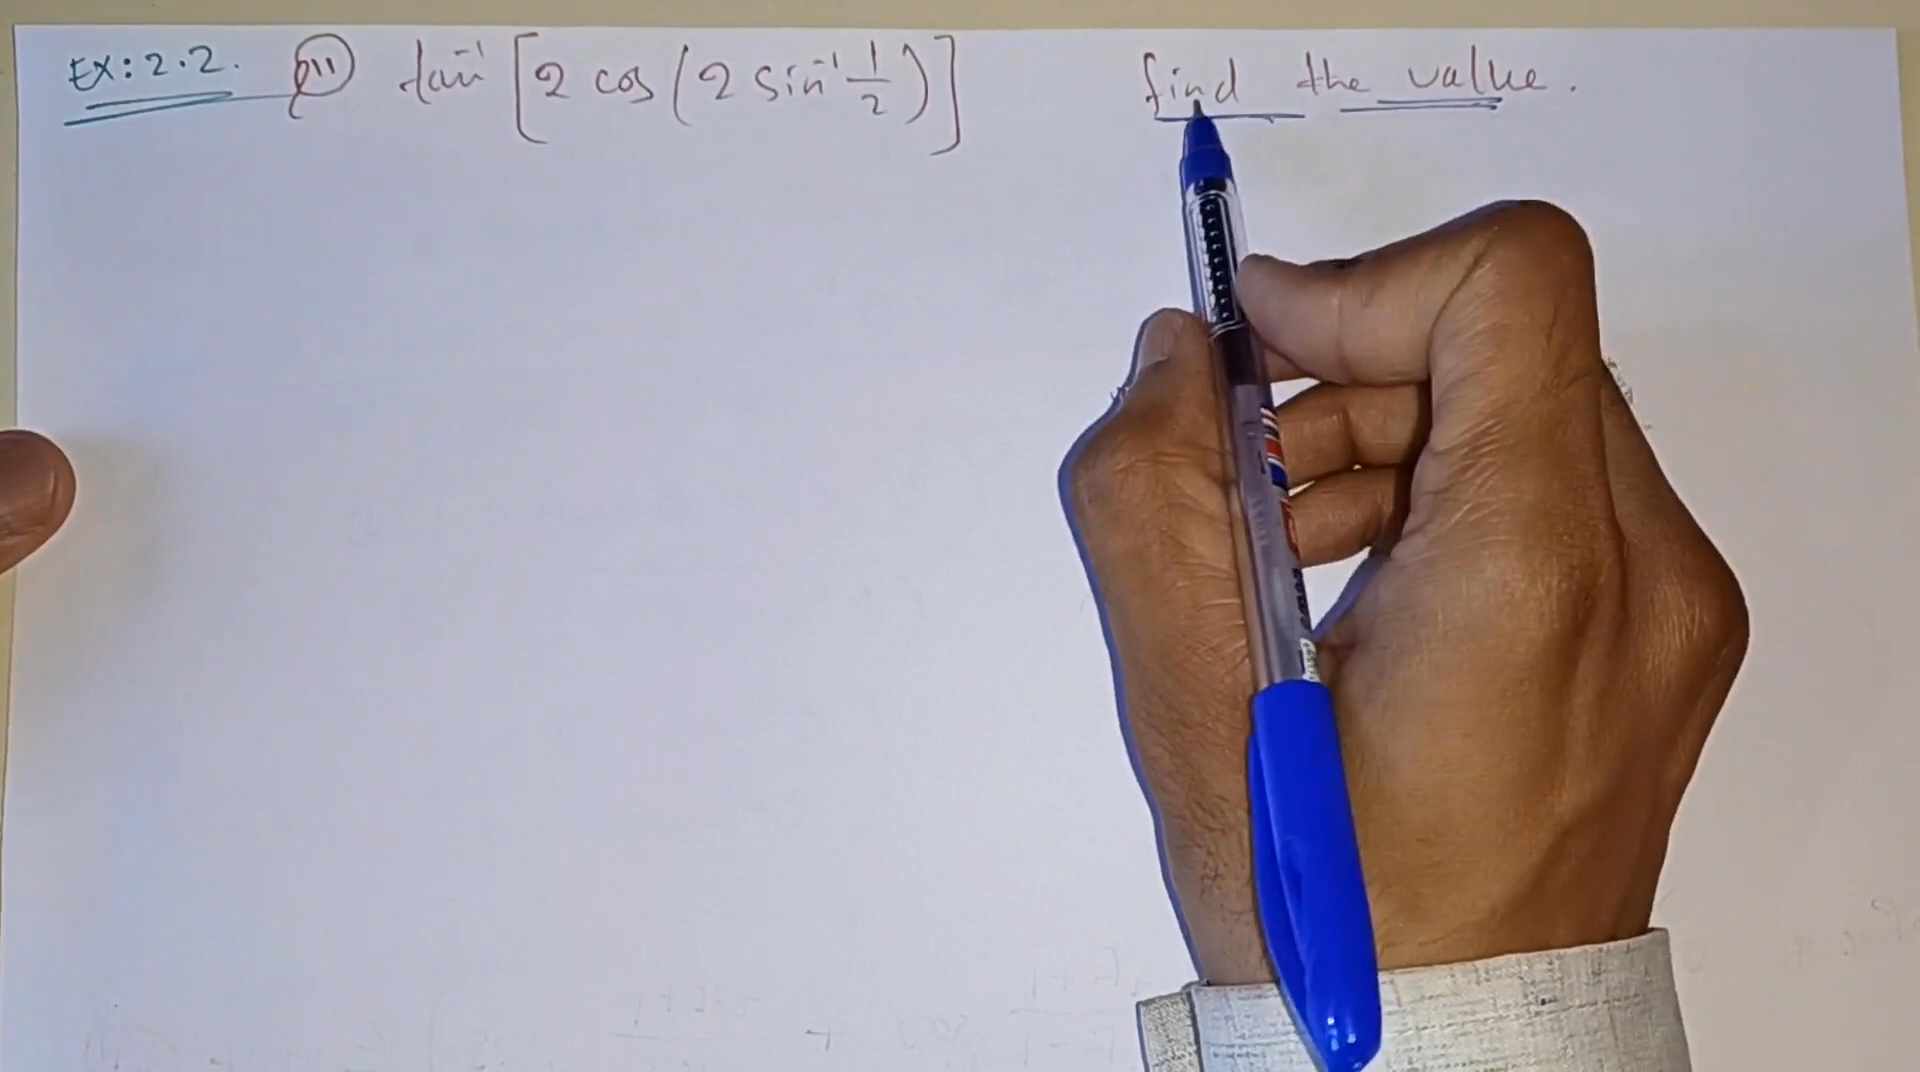 EX: 2.2. Q11 tan⁻¹ [2 cos (2 sin⁻¹ 1/2)] find the value.